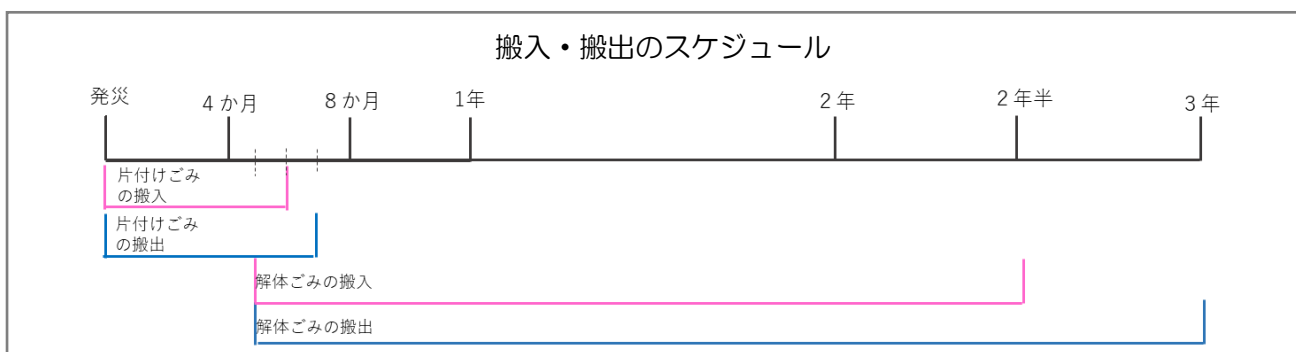 搬入・搬出のスケジュール
発災
４か月
８か月
1年
２年
２年半
３年
片付けごみ
の搬入
片付けごみ
の搬出
解体ごみの搬入
解体ごみの搬出